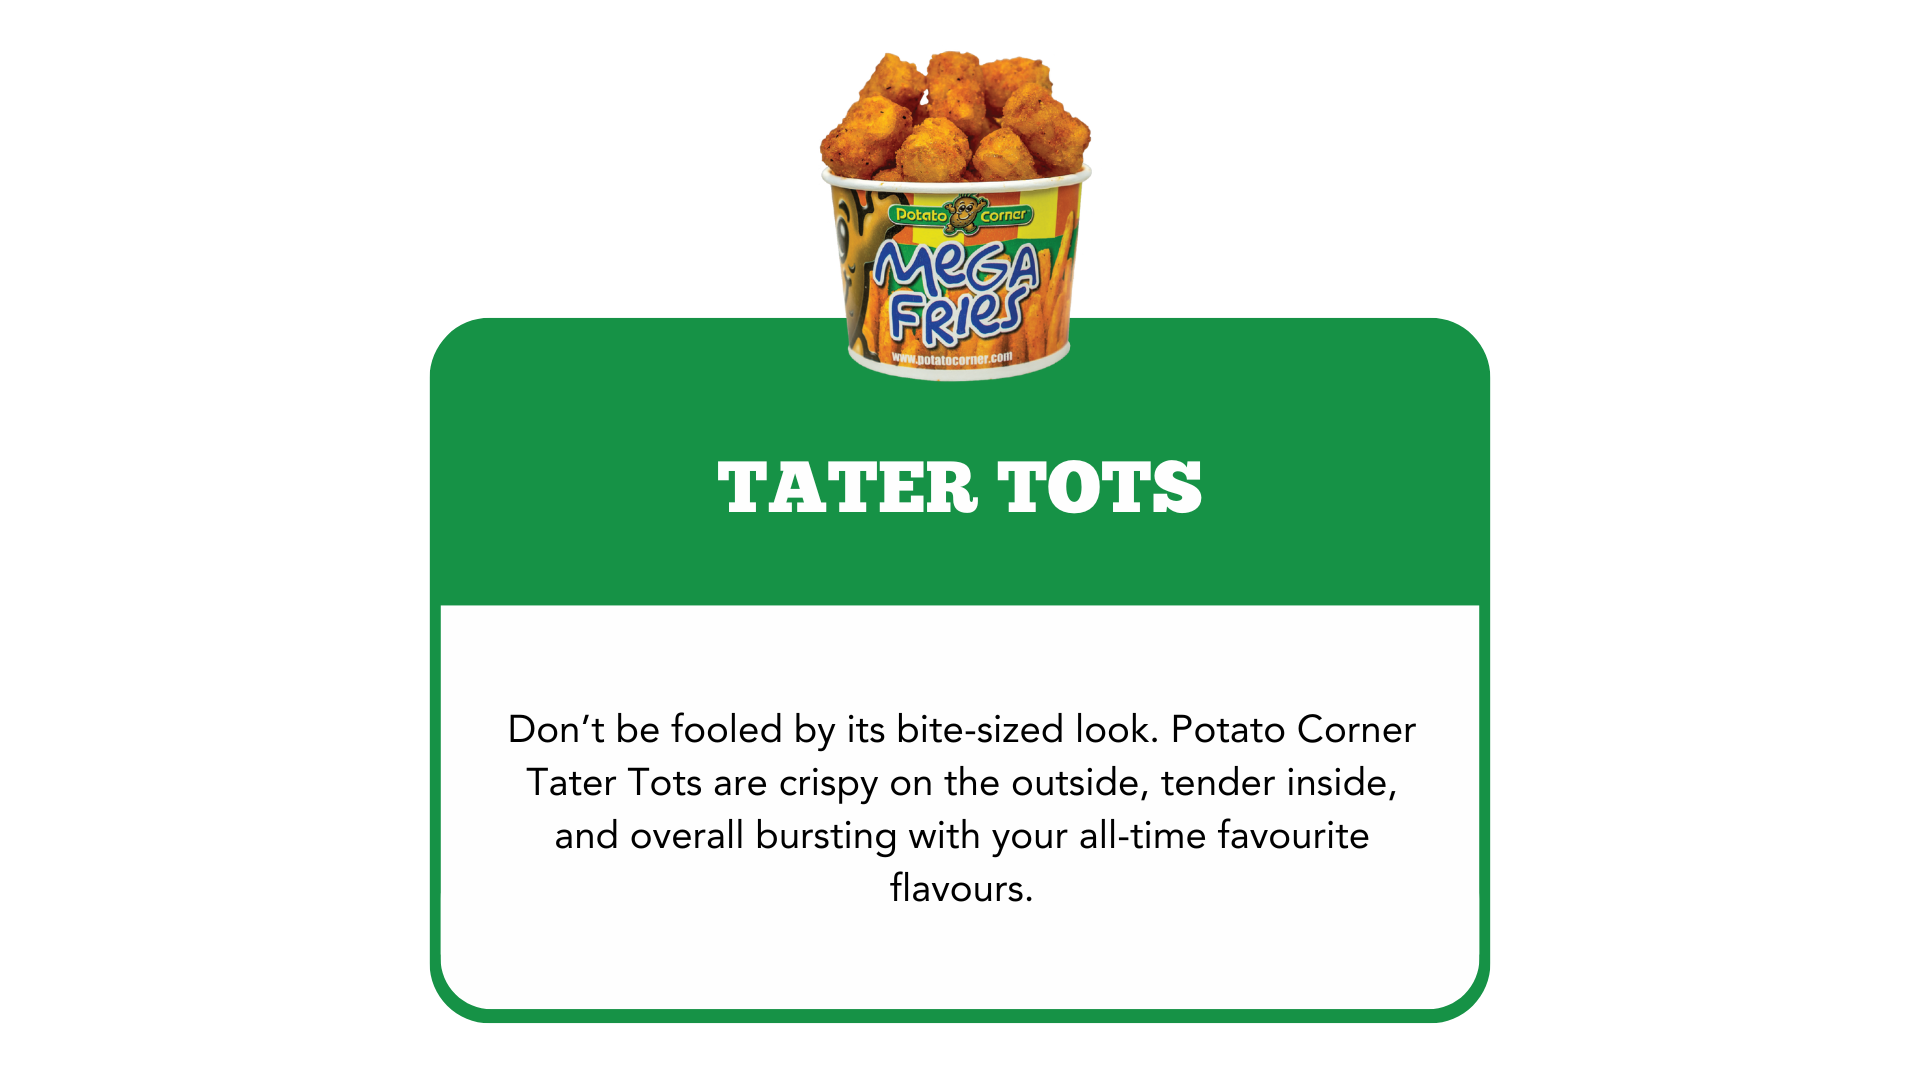 Potato Corner
MeGA
FRIeS
www.potatocorner.com
TATER TOTS
Don’t be fooled by its bite-sized look. Potato Corner
Tater Tots are crispy on the outside, tender inside,
and overall bursting with your all-time favourite
flavours.